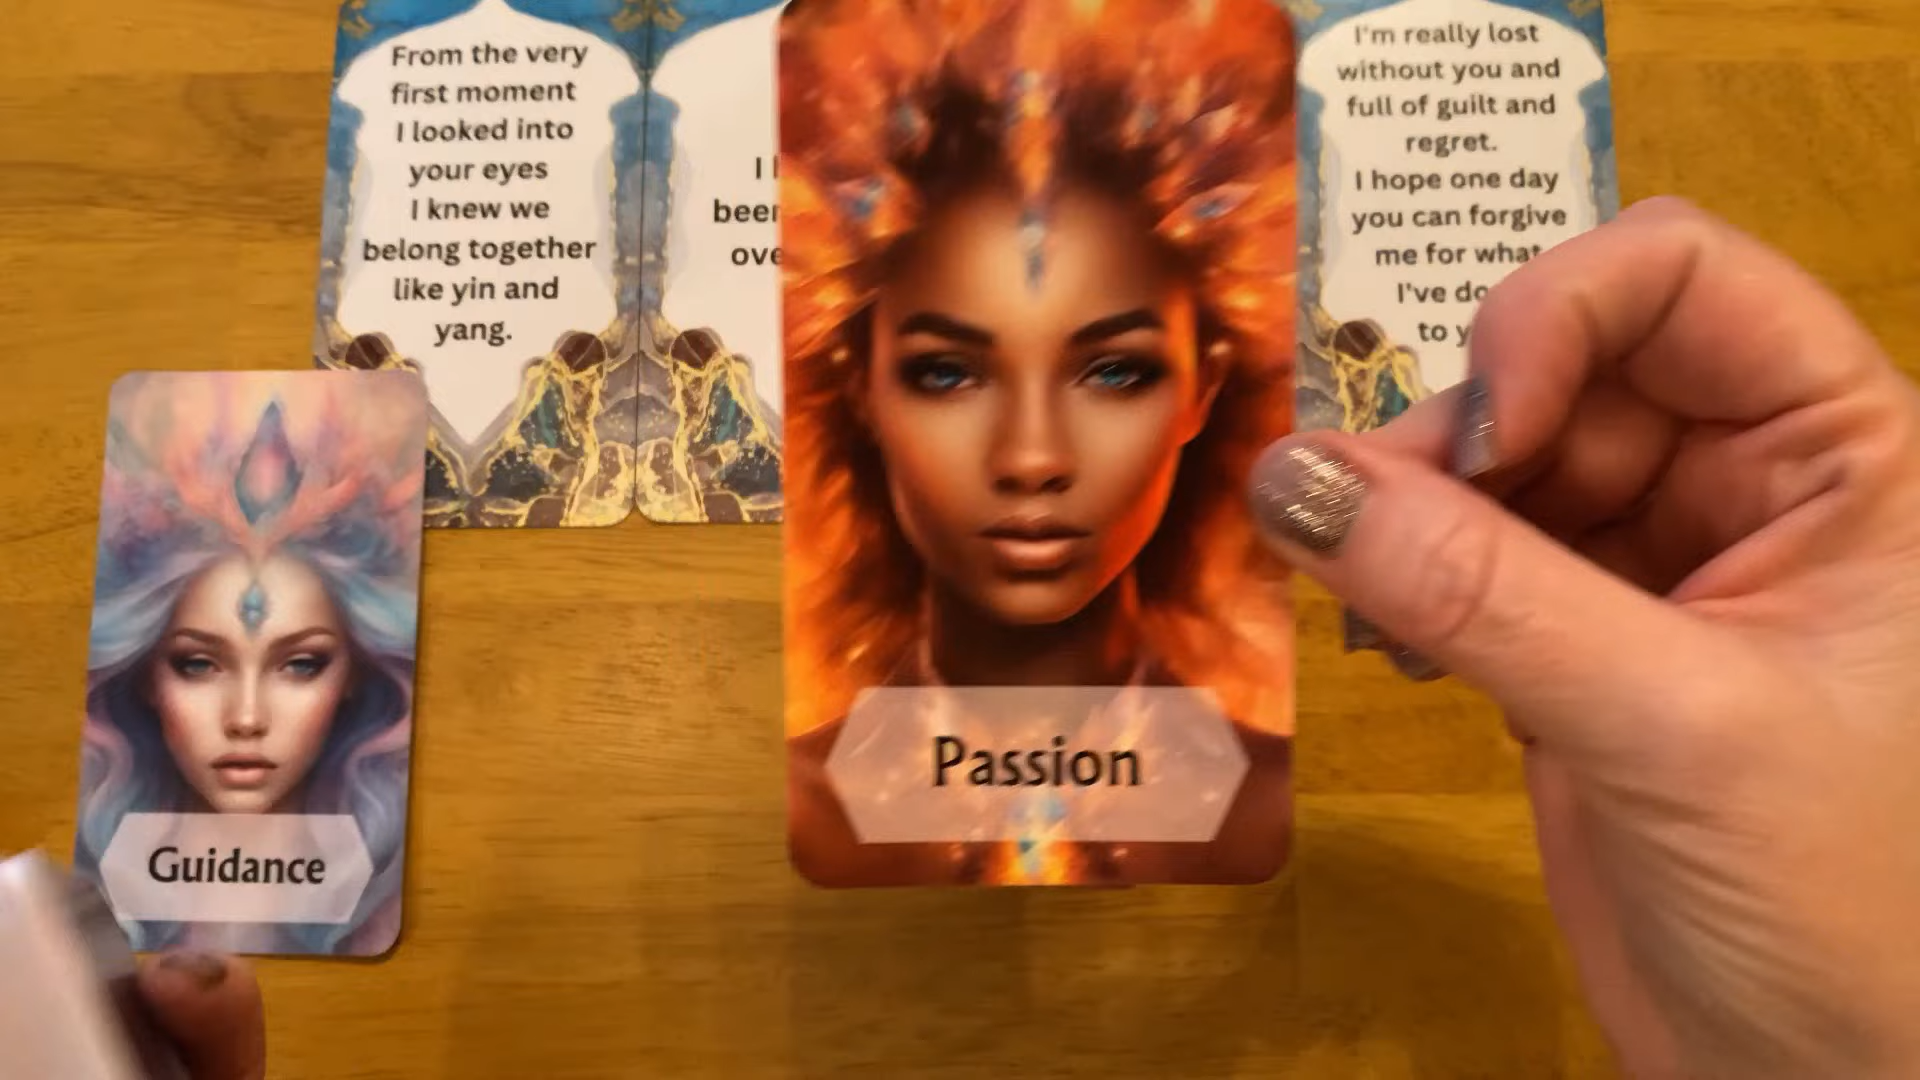 From the very
first moment
I looked into
your eyes
I knew we
belong together
like yin and
yang.
I
I'm really lost
without you and
full of guilt and
regret.
I hope one day
you can forgive
me for what
I've
to
Passion
Guidance